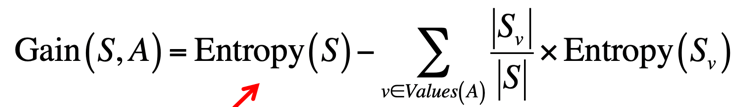 Gain(S, A) = Entropy(S) − ∑_{v∈Values(A)} |S_v| / |S| × Entropy(S_v)